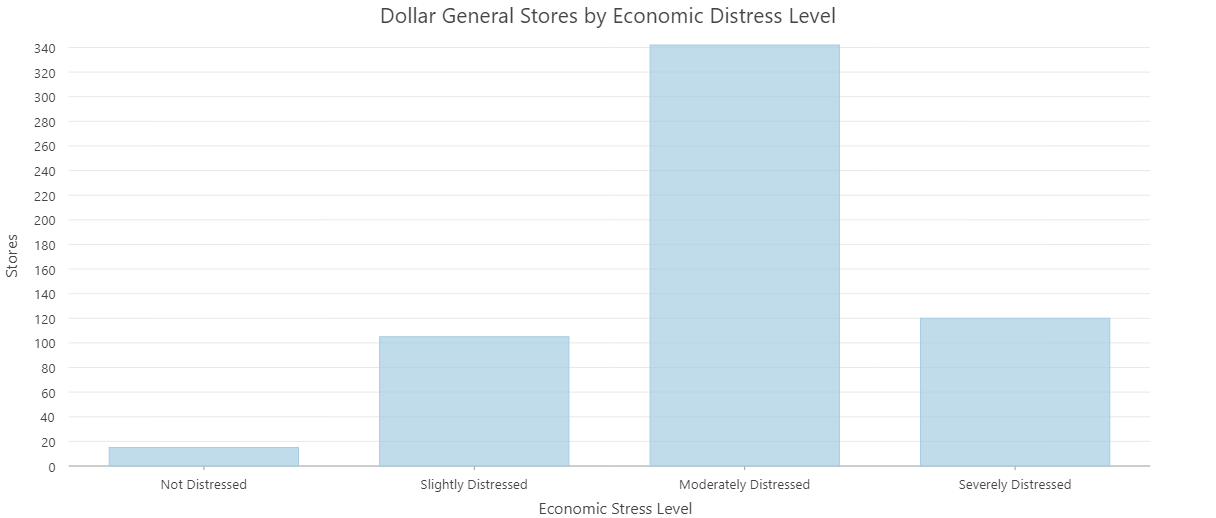 Dollar General Stores by Economic Distress Level
340
320
300
280
260
240
220
200
180
160
140
120
100
80
60
40
20
0
Stores
Not Distressed
Slightly Distressed
Moderately Distressed
Severely Distressed
Economic Stress Level